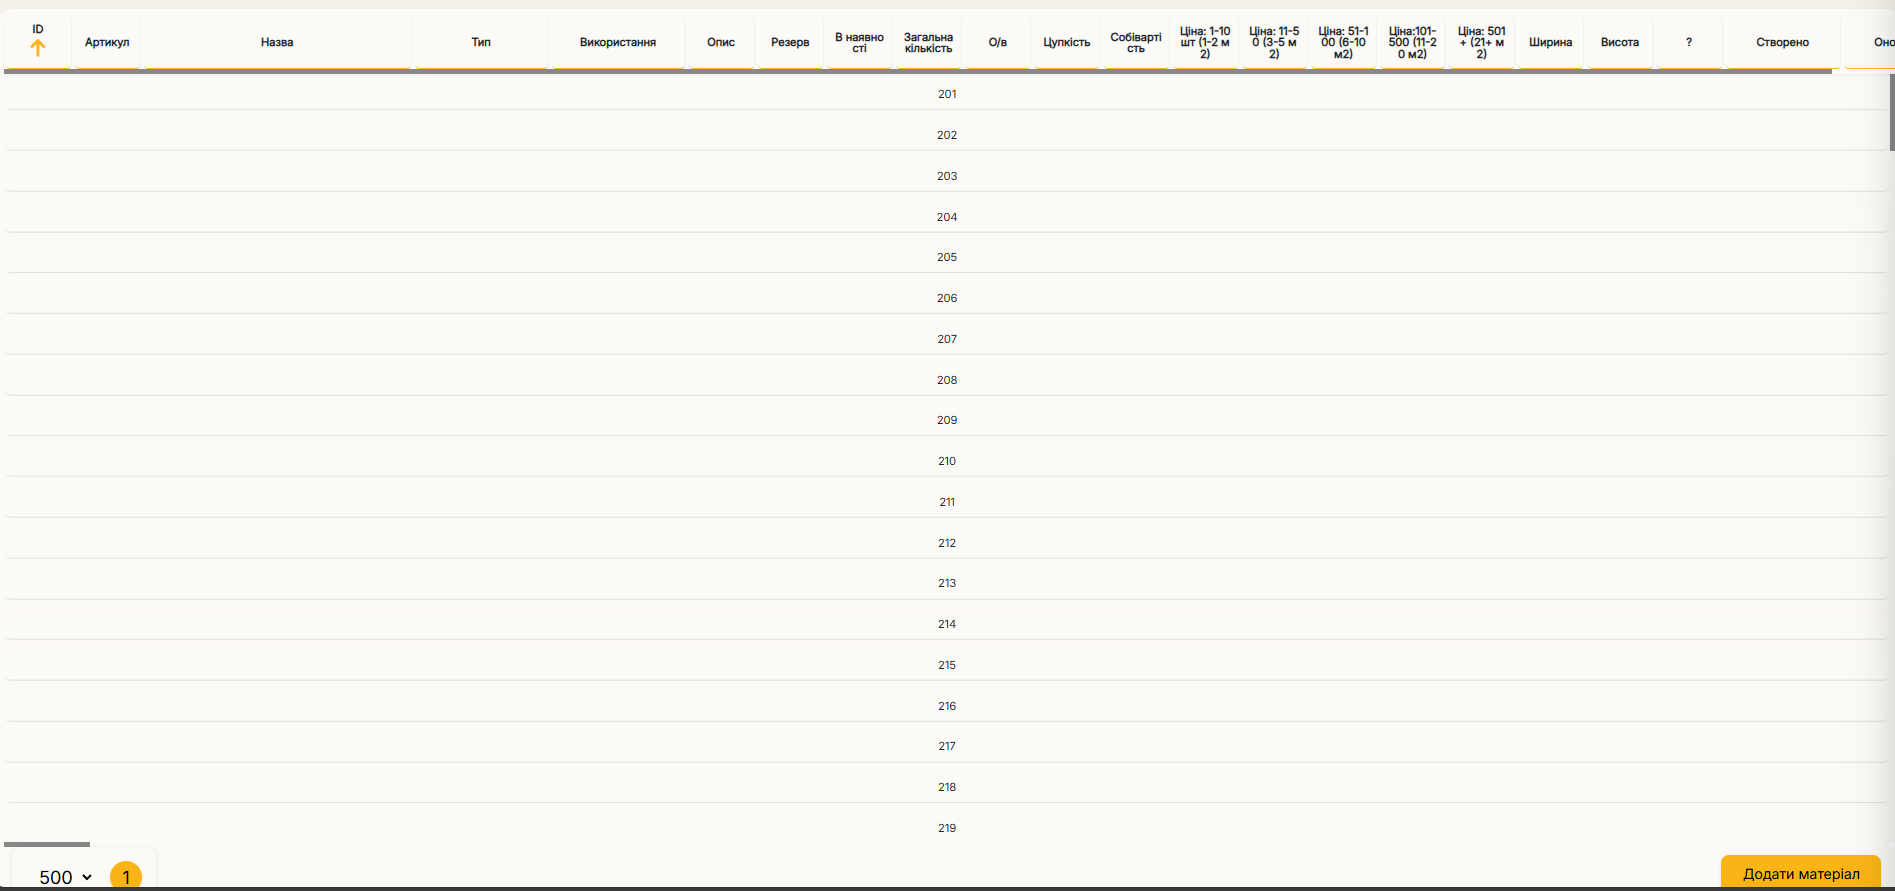 ID
Артикул
Назва
Тип
Використання
Опис
Резерв
В наявно
сті
Загальна
кількість
О/в
Цупкість
Собіварті
сть
Ціна: 1-10
шт (1-2 м
2)
Ціна: 11-5
0 (3-5 м
2)
Ціна: 51-1
00 (6-10
м2)
Ціна:101-
500 (11-2
0 м2)
Ціна: 501
+ (21+ м
2)
Ширина
Висота
?
Створено
Оно
201
202
203
204
205
206
207
208
209
210
211
212
213
214
215
216
217
218
219
500
1
Додати матеріал